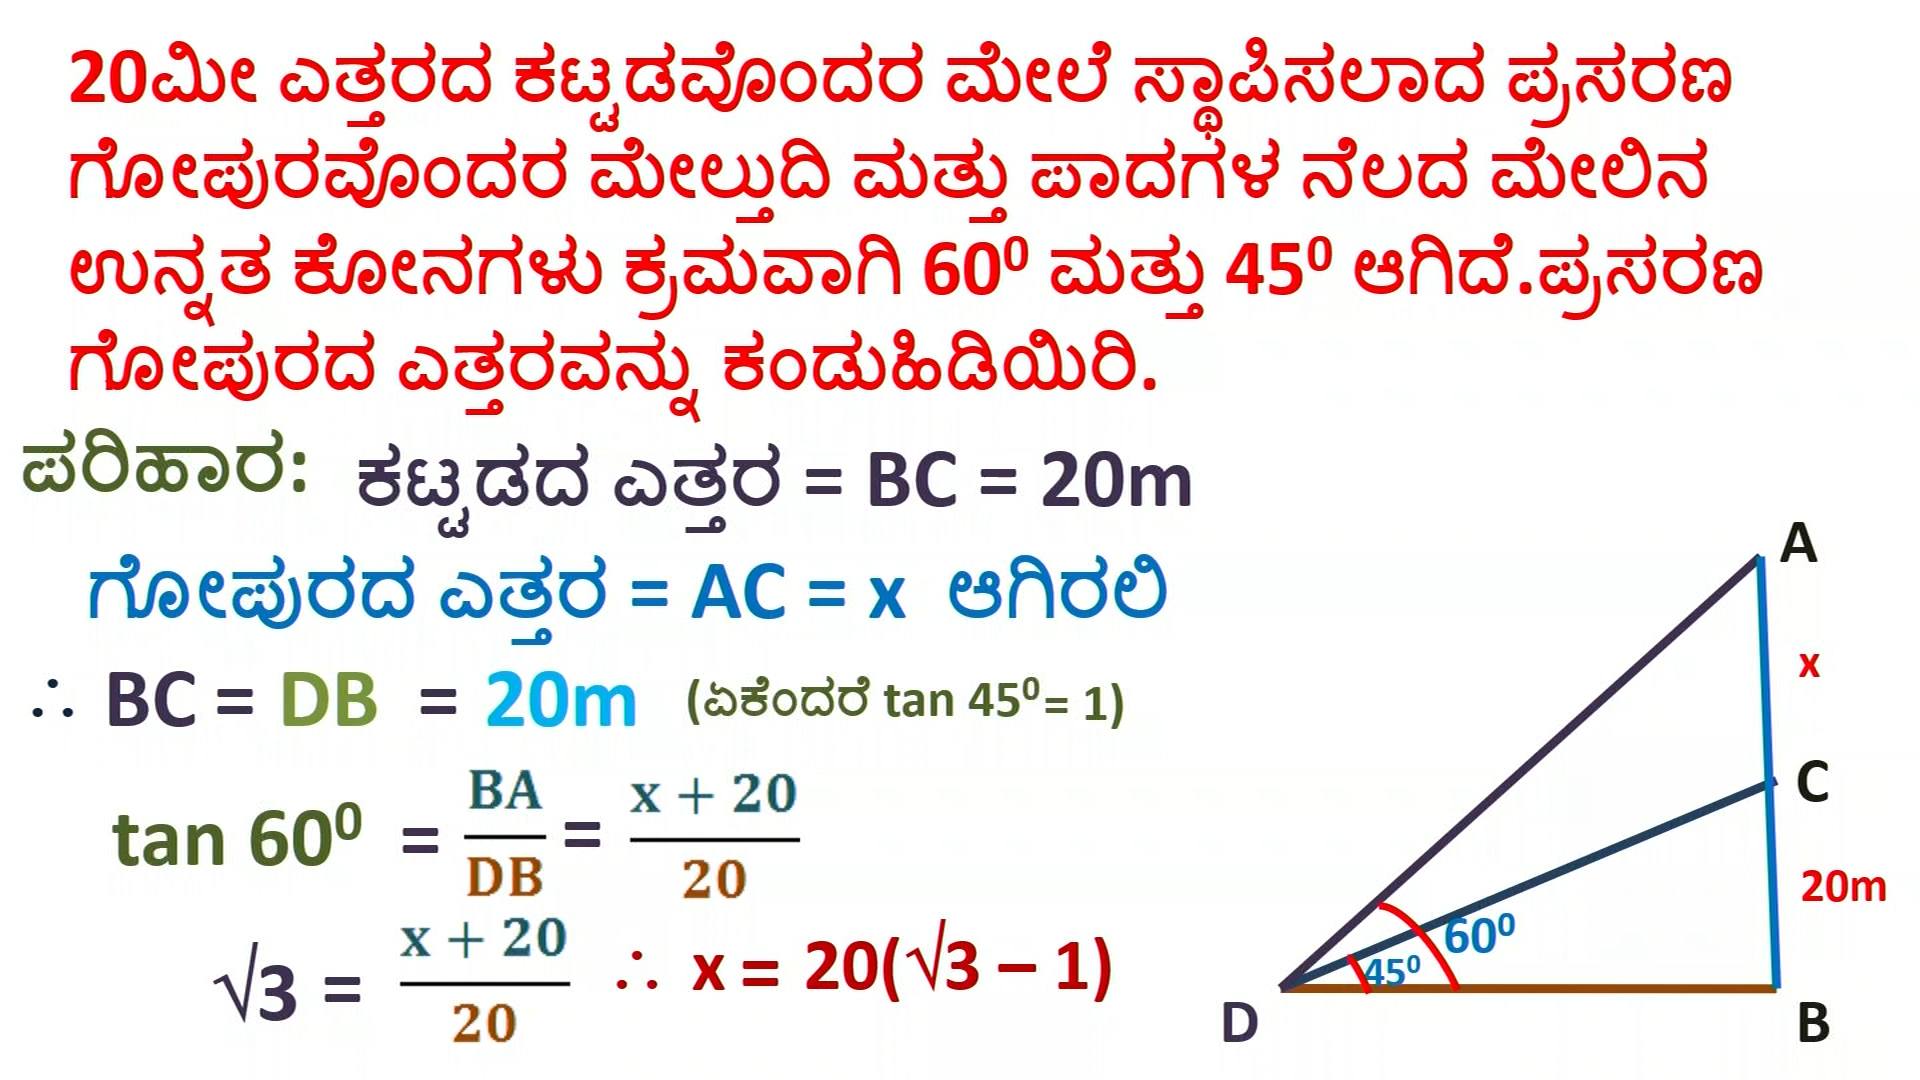 20ಮೀ ಎತ್ತರದ ಕಟ್ಟಡವೊಂದರ ಮೇಲೆ ಸ್ಥಾಪಿಸಲಾದ ಪ್ರಸರಣ
ಗೋಪುರವೊಂದರ ಮೇಲ್ತುದಿ ಮತ್ತು ಪಾದಗಳ ನೆಲದ ಮೇಲಿನ
ಉನ್ನತ ಕೋನಗಳು ಕ್ರಮವಾಗಿ 60⁰ ಮತ್ತು 45⁰ ಆಗಿದೆ.ಪ್ರಸರಣ
ಗೋಪುರದ ಎತ್ತರವನ್ನು ಕಂಡುಹಿಡಿಯಿರಿ.
ಪರಿಹಾರ: ಕಟ್ಟಡದ ಎತ್ತರ = BC = 20m
ಗೋಪುರದ ಎತ್ತರ = AC = x ಆಗಿರಲಿ
∴ BC = DB = 20m (ಏಕೆಂದರೆ tan 45⁰= 1)
tan 60⁰ = BA/DB = x + 20/20
√3 = x + 20/20 ∴ x = 20(√3 – 1)
A
x
C
20m
60⁰
45⁰
D
B